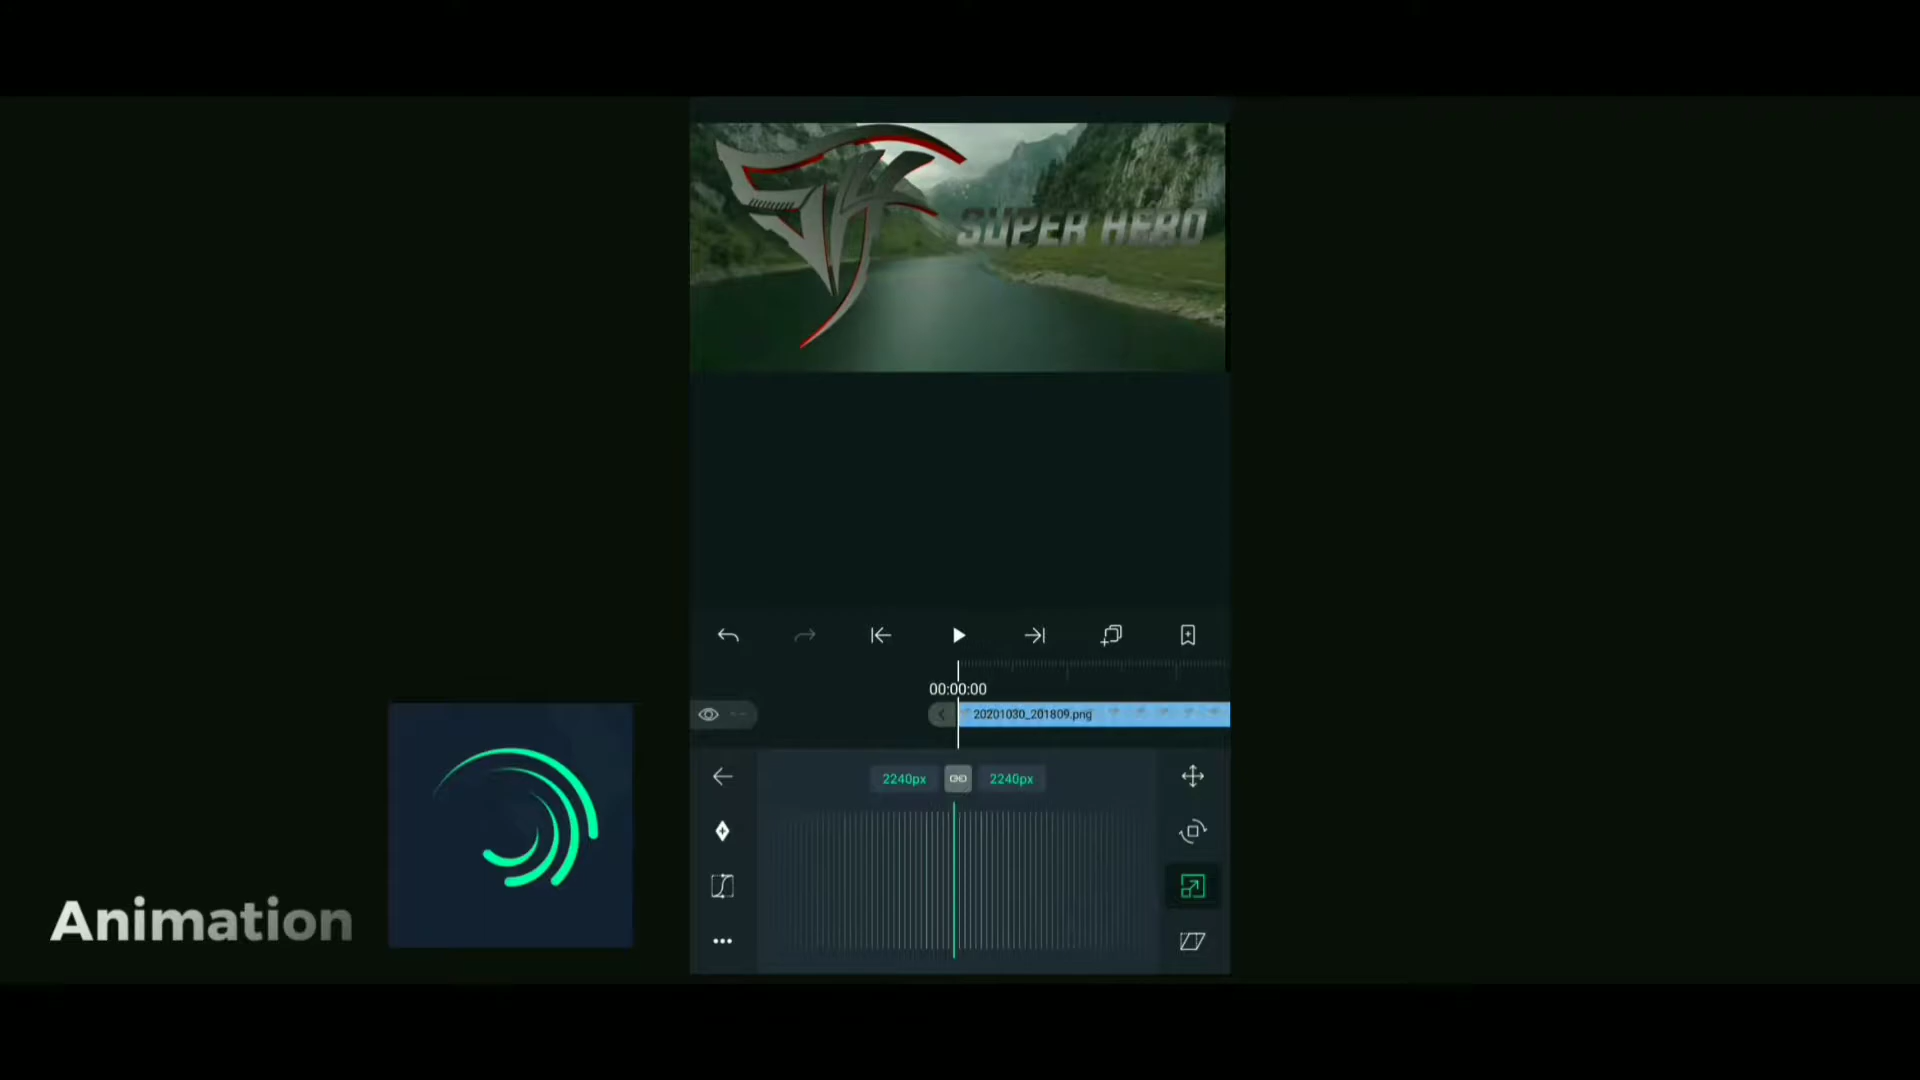 SUPER HERO
00:00:00
20201030_201809.png
2240px 2240px
Animation